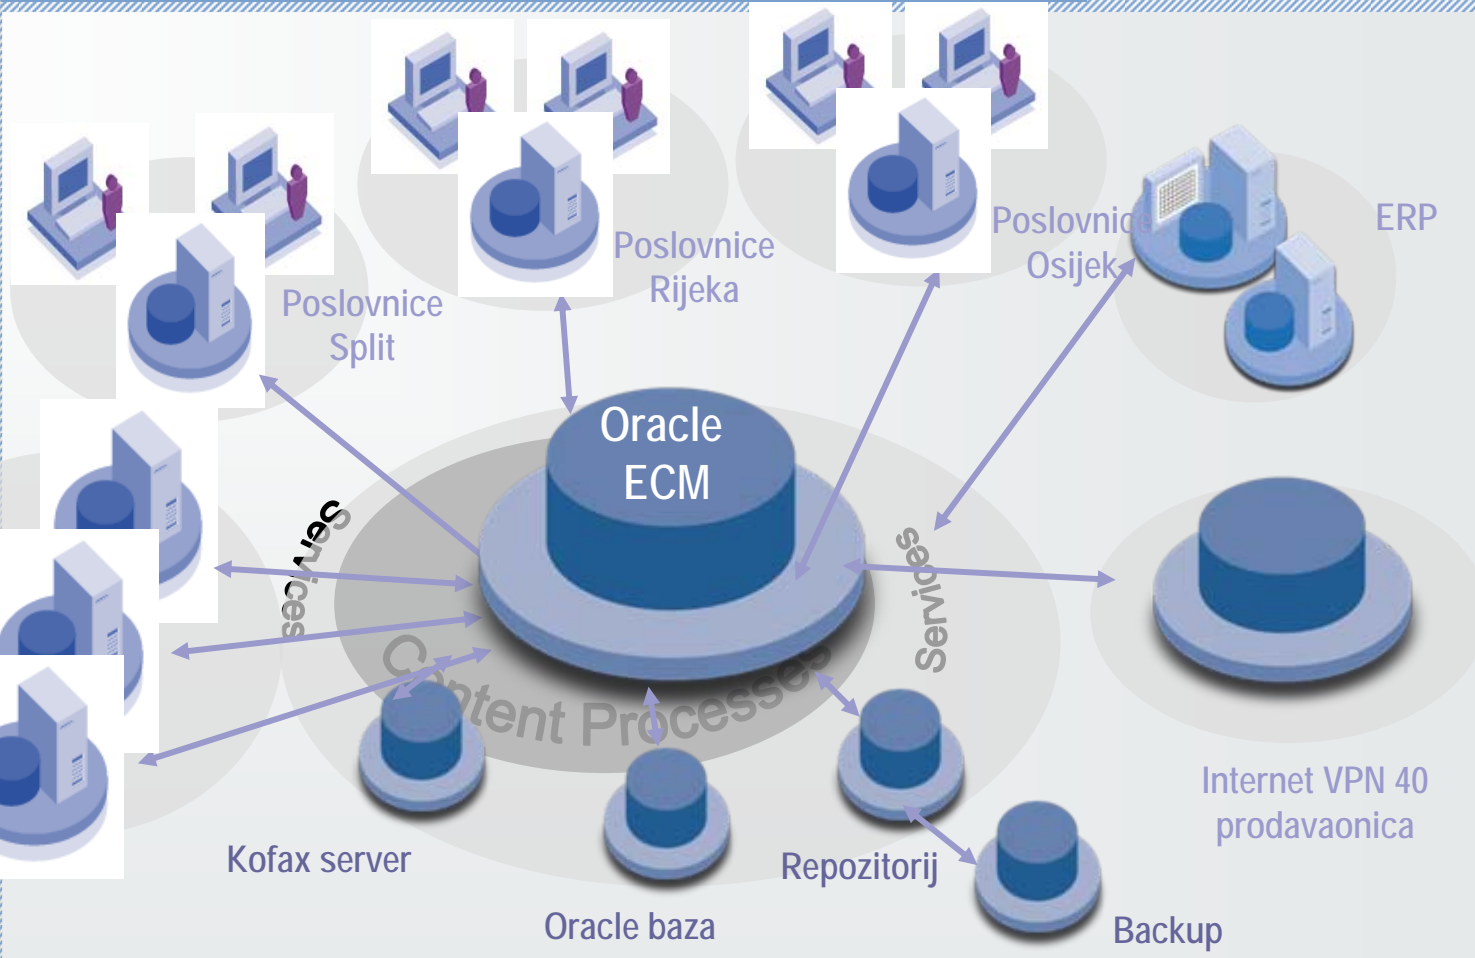 Poslovnice
Osijek
ERP
Poslovnice
Rijeka
Poslovnice
Split
Oracle
ECM
Services
Services
Content Processes
Internet VPN 40
prodavaonica
Kofax server
Repozitorij
Oracle baza
Backup